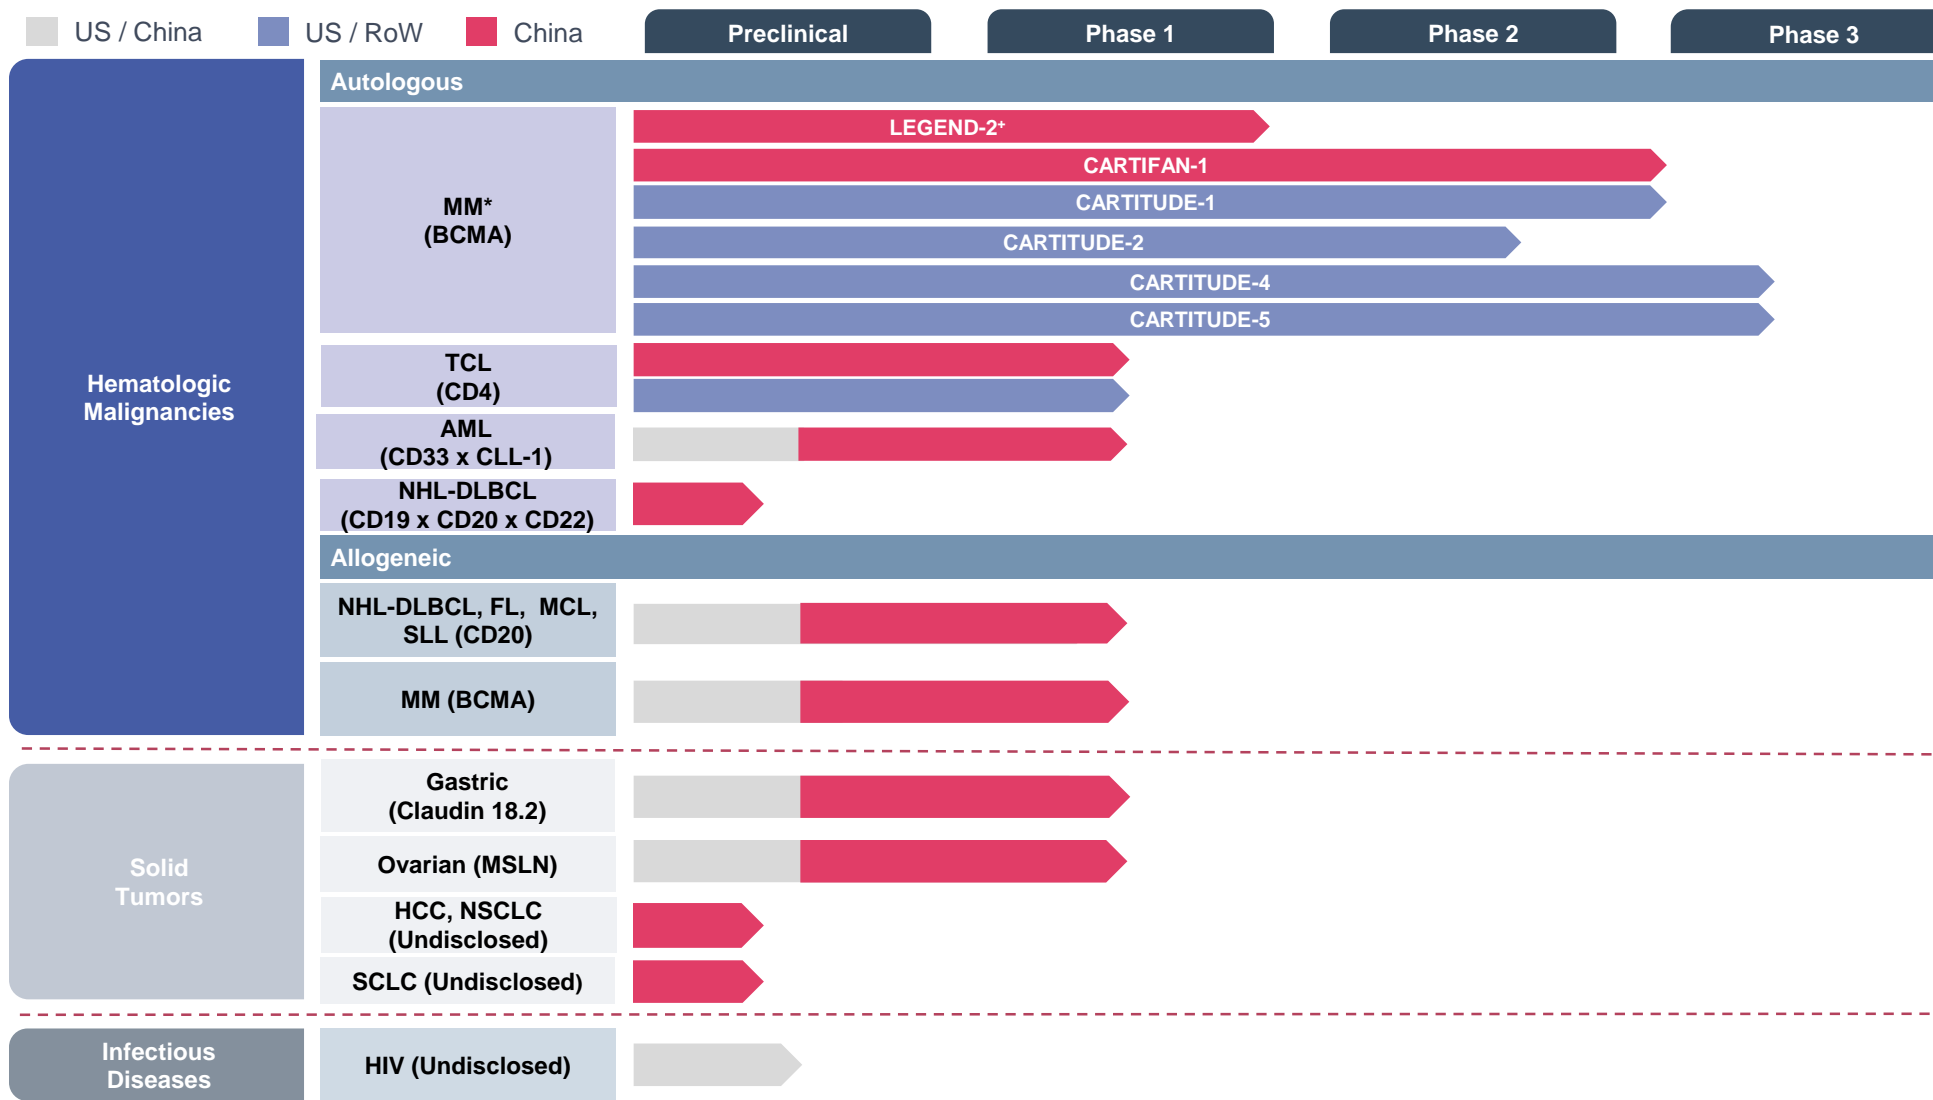 US / China
US / RoW
China
Preclinical
Phase 1
Phase 2
Phase 3
Hematologic
Malignancies
Autologous
MM*
(BCMA)
LEGEND-2+
CARTIFAN-1
CARTITUDE-1
CARTITUDE-2
CARTITUDE-4
CARTITUDE-5
TCL
(CD4)
AML
(CD33 x CLL-1)
NHL-DLBCL
(CD19 x CD20 x CD22)
Allogeneic
NHL-DLBCL, FL, MCL,
SLL (CD20)
MM (BCMA)
Solid
Tumors
Gastric
(Claudin 18.2)
Ovarian (MSLN)
HCC, NSCLC
(Undisclosed)
SCLC (Undisclosed)
Infectious
Diseases
HIV (Undisclosed)